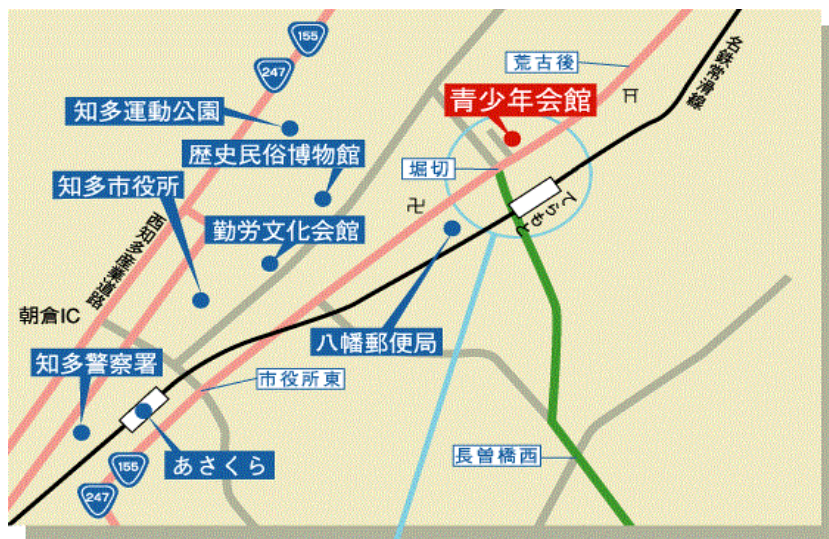 155
247
荒古後
名鉄常滑線
青少年会館
知多運動公園
歴史民俗博物館
堀切
知多市役所
てらもと
勤労文化会館
西知多産業道路
朝倉IC
八幡郵便局
知多警察署
市役所東
あさくら
長曽橋西
155
247